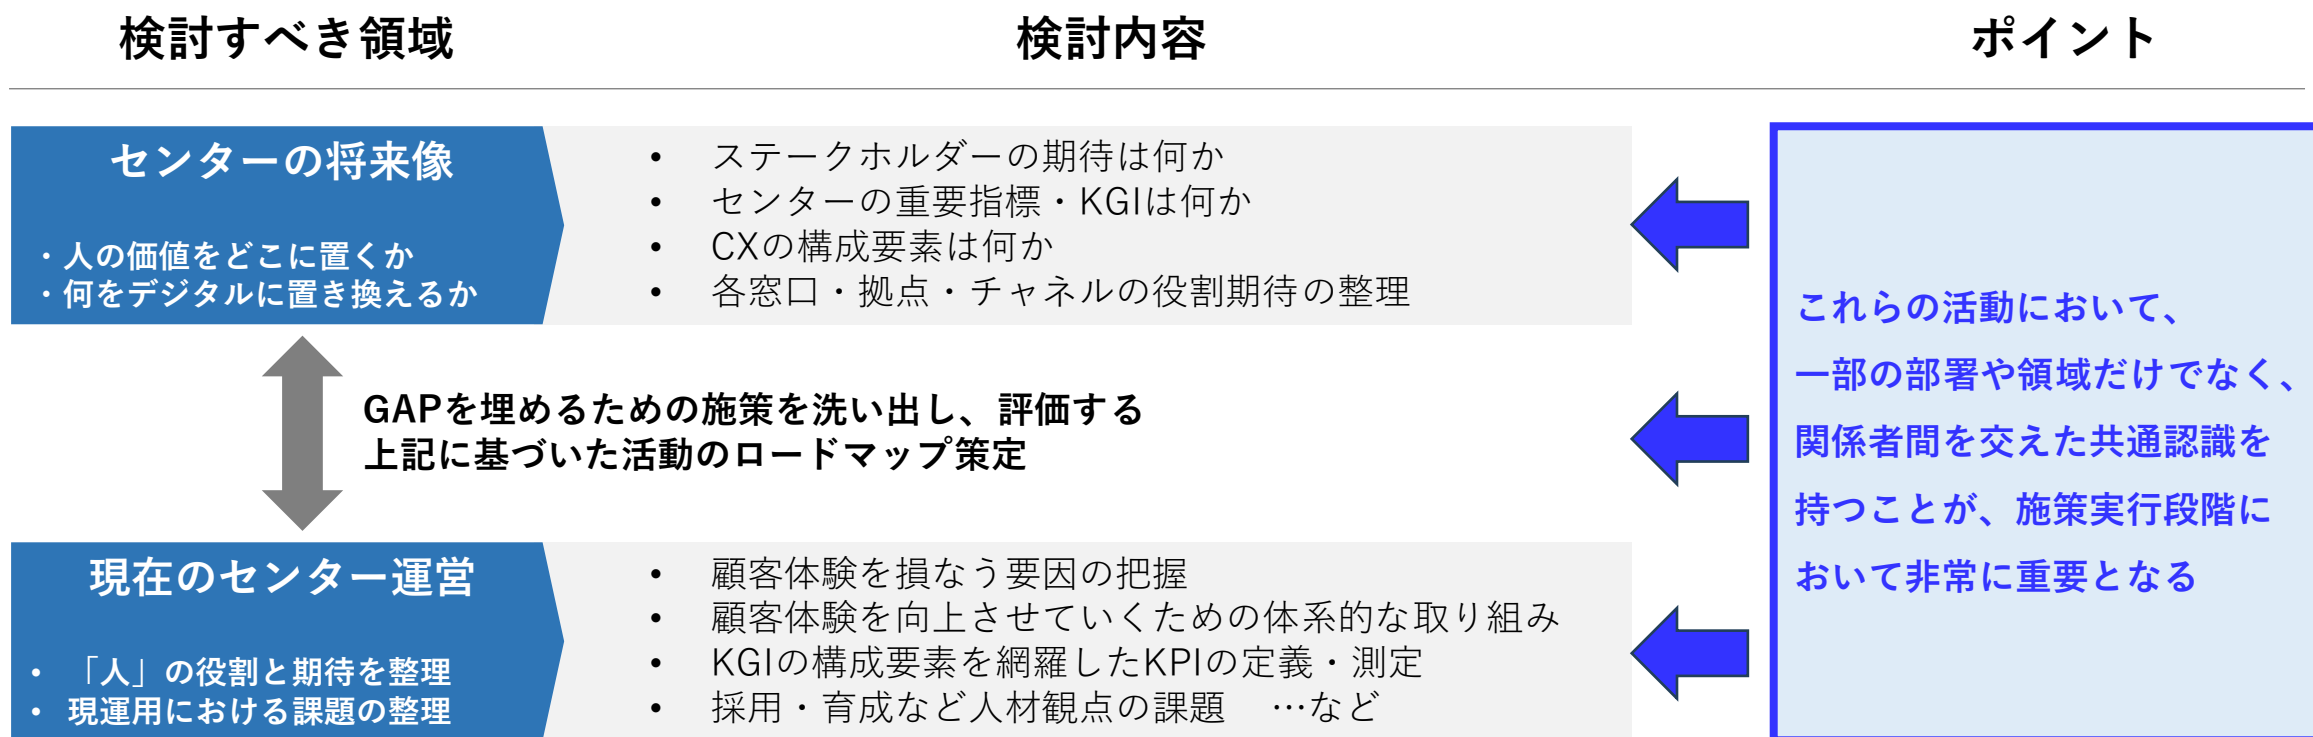 検討すべき領域
検討内容
ポイント
センターの将来像
・人の価値をどこに置くか
・何をデジタルに置き換えるか
• ステークホルダーの期待は何か
• センターの重要指標・KGIは何か
• CXの構成要素は何か
• 各窓口・拠点・チャネルの役割期待の整理
GAPを埋めるための施策を洗い出し、評価する
上記に基づいた活動のロードマップ策定
現在のセンター運営
• 「人」の役割と期待を整理
• 現運用における課題の整理
• 顧客体験を損なう要因の把握
• 顧客体験を向上させていくための体系的な取り組み
• KGIの構成要素を網羅したKPIの定義・測定
• 採用・育成など人材観点の課題　…など
これらの活動において、
一部の部署や領域だけでなく、
関係者間を交えた共通認識を
持つことが、施策実行段階に
おいて非常に重要となる